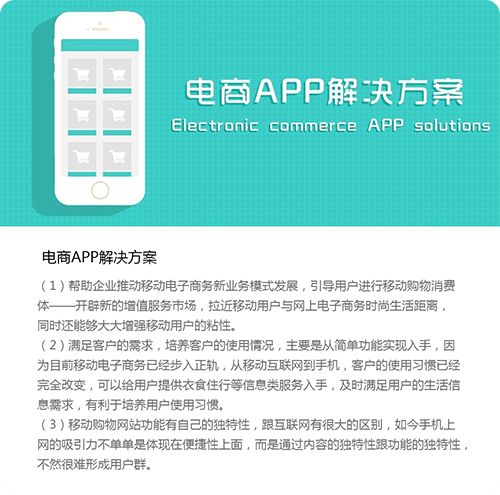 电商APP解决方案
Electronic commerce APP solutions
电商APP解决方案
（1）帮助企业推动移动电子商务新业务模式发展，引导用户进行移动购物消费
体——开辟新的增值服务市场，拉近移动用户与网上电子商务时尚生活距离，
同时还能够大大增强移动用户的粘性。
（2）满足客户的需求，培养客户的使用情况，主要是从简单功能实现入手，因
为目前移动电子商务已经步入正轨，从移动互联网到手机，客户的使用习惯已经
完全改变，可以给用户提供衣食住行等信息类服务入手，及时满足用户的生活信
息需求，有利于培养用户使用习惯。
（3）移动购物网站功能有自己的独特性，跟互联网有很大的区别，如今手机上
网的吸引力不单单是体现在便捷性上面，而是通过内容的独特性跟功能的独特性，
不然很难形成用户群。